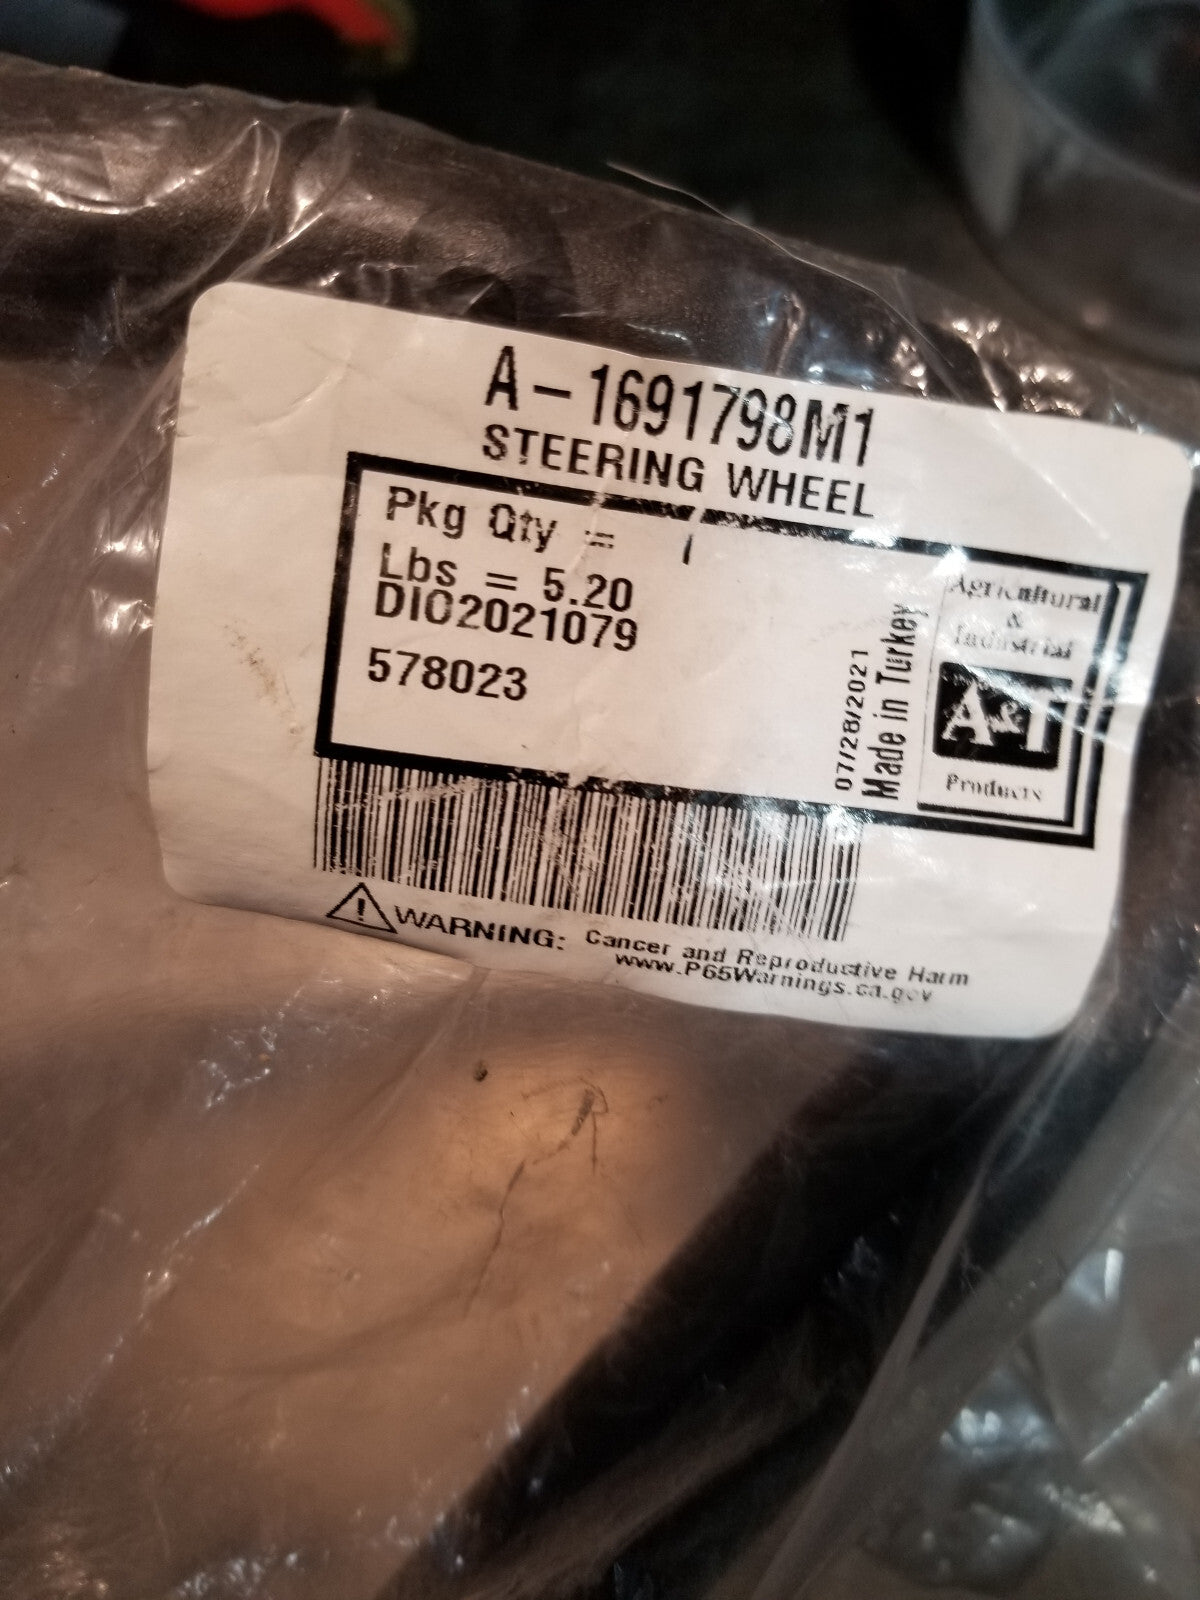 A-1691798M1
STEERING WHEEL
Pkg Qty := 1
Lbs = 5.20
DIO2021079
578023
07/28/2021
Made in Turkey
Agricultural
&
Industrial
A&I
Products
WARNING: Cancer and Reproductive Harm
www.P65Warnings.ca.gov